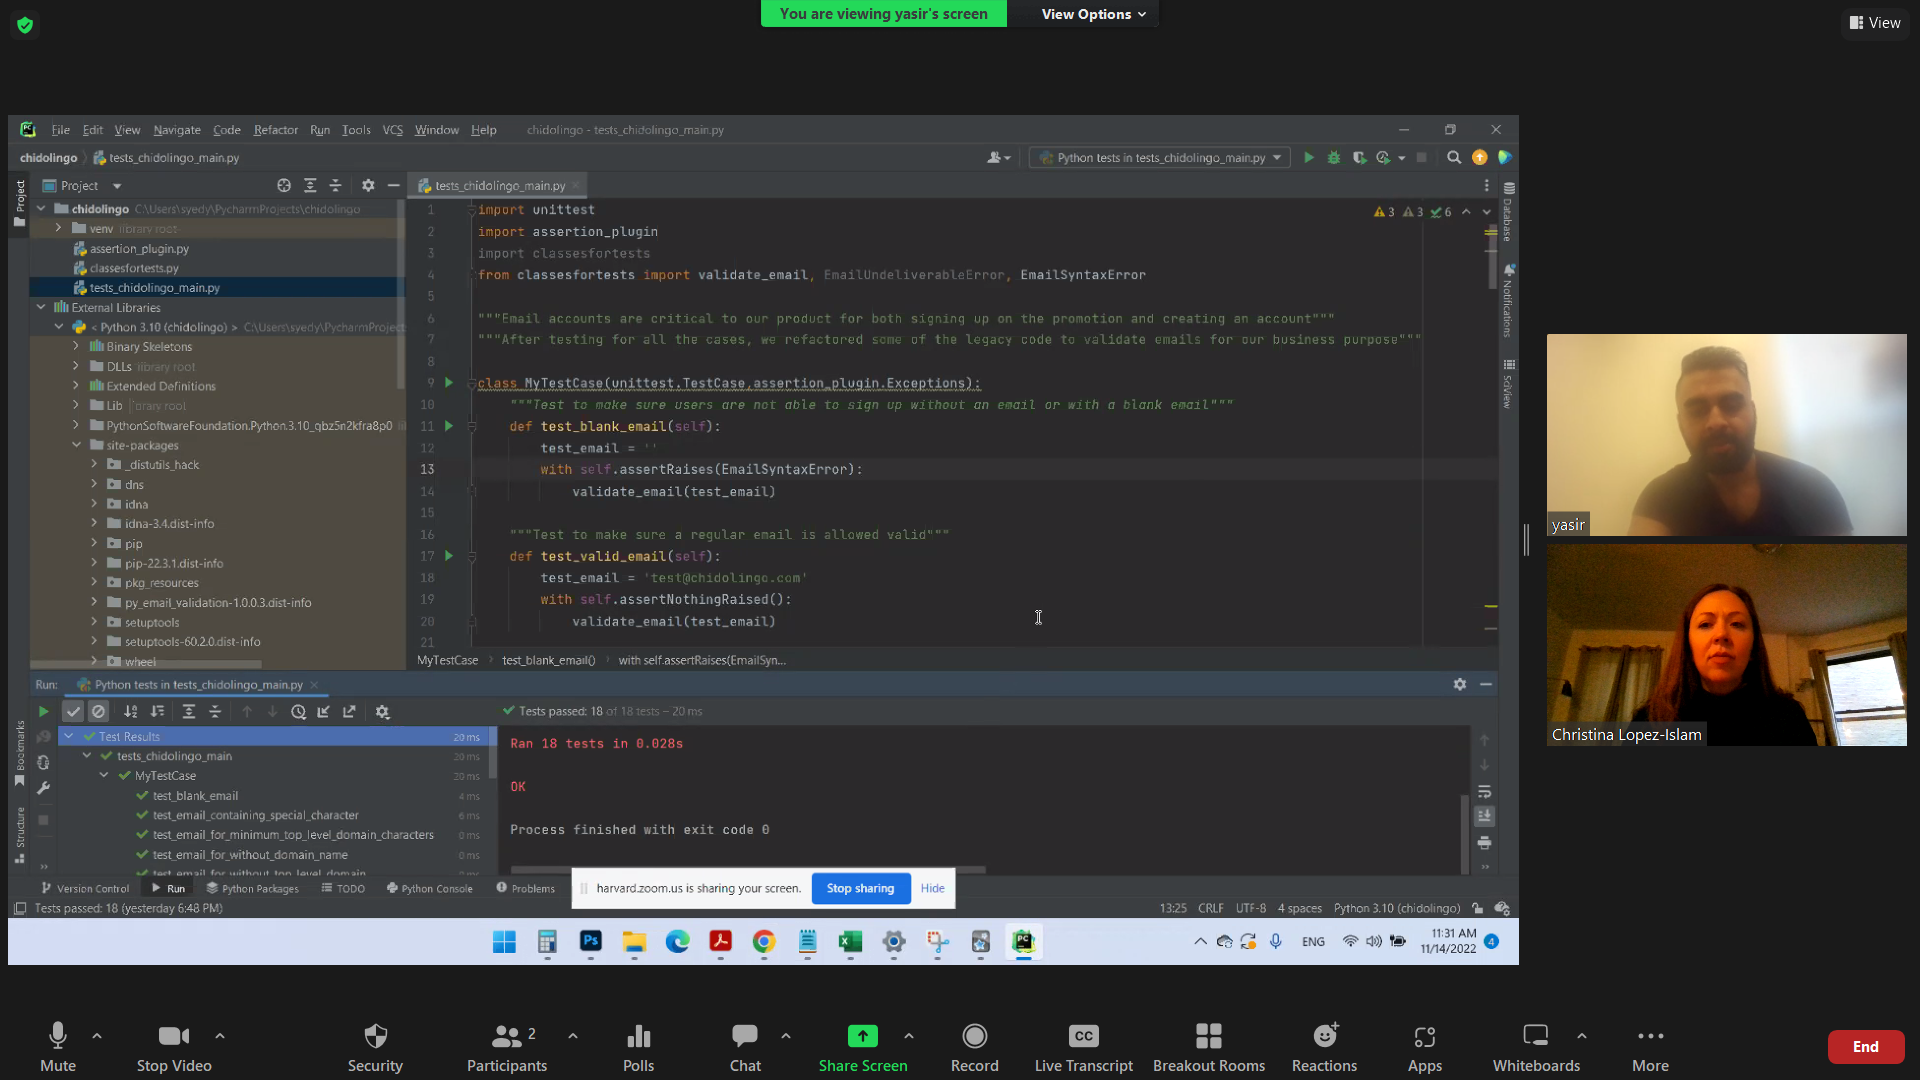 You are viewing yasir's screen
View Options
View
File Edit View Navigate Code Refactor Run Tools VCS Window Help chidolingo - tests_chidolingo_main.py
chidolingo tests_chidolingo_main.py
Python tests in tests_chidolingo_main.py
Project
Project
tests_chidolingo_main.py
chidolingo C:\Users\syedy\PycharmProjects\chidolingo
venv library root
assertion_plugin.py
classesfortests.py
tests_chidolingo_main.py
External Libraries
< Python 3.10 (chidolingo) > C:\Users\syedy\PycharmProject
Binary Skeletons
DLLs library root
Extended Definitions
Lib library root
PythonSoftwareFoundation.Python.3.10_qbz5n2kfra8p0
site-packages
_distutils_hack
dns
idna
idna-3.4.dist-info
pip
pip-22.3.1.dist-info
pkg_resources
py_email_validation-1.0.0.3.dist-info
setuptools
setuptools-60.2.0.dist-info
wheel
3 3 6
1 import unittest
2 import assertion_plugin
3 import classesfortests
4 from classesfortests import validate_email, EmailUndeliverableError, EmailSyntaxError
5
6 """Email accounts are critical to our product for both signing up on the promotion and creating an account"""
7 """After testing for all the cases, we refactored some of the legacy code to validate emails for our business purpose"""
8
9 class MyTestCase(unittest.TestCase,assertion_plugin.Exceptions):
10 """Test to make sure users are not able to sign up without an email or with a blank email"""
11 def test_blank_email(self):
12 test_email = ''
13 with self.assertRaises(EmailSyntaxError):
14 validate_email(test_email)
15
16 """Test to make sure a regular email is allowed valid"""
17 def test_valid_email(self):
18 test_email = 'test@chidolingo.com'
19 with self.assertNothingRaised():
20 validate_email(test_email)
21
MyTestCase test_blank_email() with self.assertRaises(EmailSyn...
Database
Notifications
SciView
Run: Python tests in tests_chidolingo_main.py
Tests passed: 18 of 18 tests – 20 ms
Test Results 20 ms
tests_chidolingo_main 20 ms
MyTestCase 20 ms
test_blank_email 4 ms
test_email_containing_special_character 6 ms
test_email_for_minimum_top_level_domain_characters 0 ms
test_email_for_without_domain_name 0 ms
test_email_for_without_top_level_domain
Ran 18 tests in 0.028s
OK
Process finished with exit code 0
Bookmarks
Structure
Version Control Run Python Packages TODO Python Console Problems
harvard.zoom.us is sharing your screen. Stop sharing Hide
Tests passed: 18 (yesterday 6:48 PM)
13:25 CRLF UTF-8 4 spaces Python 3.10 (chidolingo)
Ps
PC
ENG
11:31 AM
11/14/2022
4
yasir
Christina Lopez-Islam
2
CC
Mute Stop Video Security Participants Polls Chat Share Screen Record Live Transcript Breakout Rooms Reactions Apps Whiteboards More End